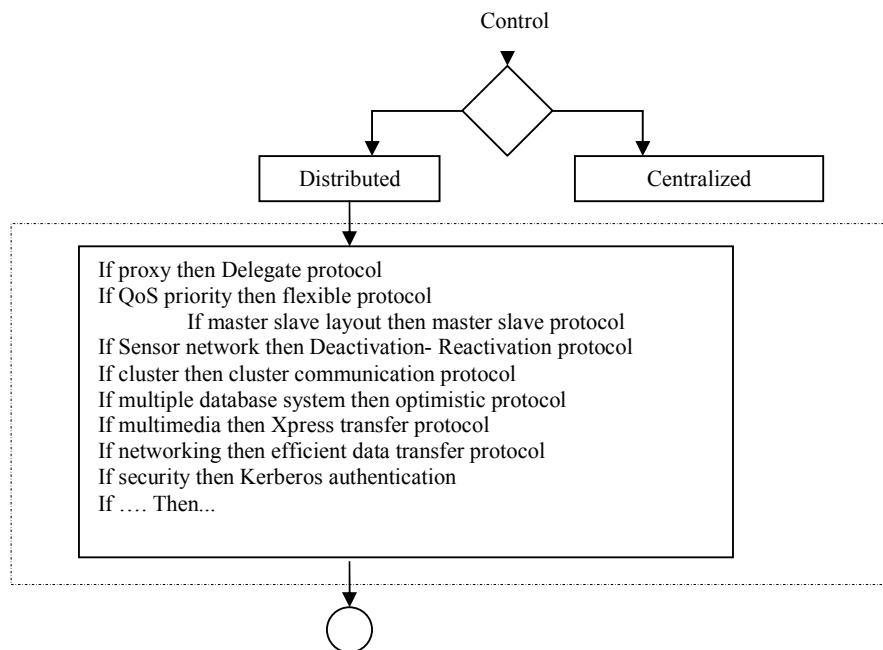 Control
Distributed
Centralized
If proxy then Delegate protocol
If QoS priority then flexible protocol
If master slave layout then master slave protocol
If Sensor network then Deactivation- Reactivation protocol
If cluster then cluster communication protocol
If multiple database system then optimistic protocol
If multimedia then Xpress transfer protocol
If networking then efficient data transfer protocol
If security then Kerberos authentication
If …. Then...